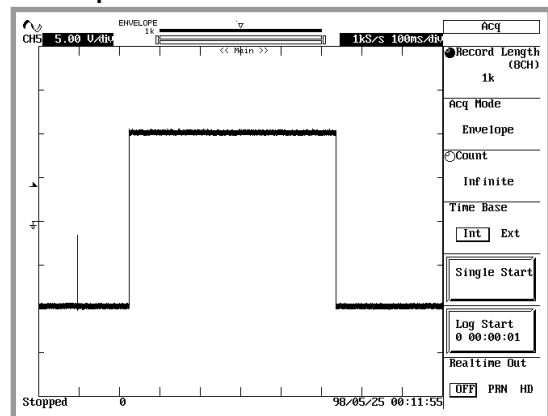 ENVELOPE
1k
CH5 5.00 V/div
1kS/s 100ms/div
<< Main >>
Acq
Record Length
(8CH)
1k
Acq Mode
Envelope
Count
Infinite
Time Base
Int Ext
Single Start
Log Start
0 00:00:01
Realtime Out
OFF PRN HD
Stopped 0 98/05/25 00:11:55